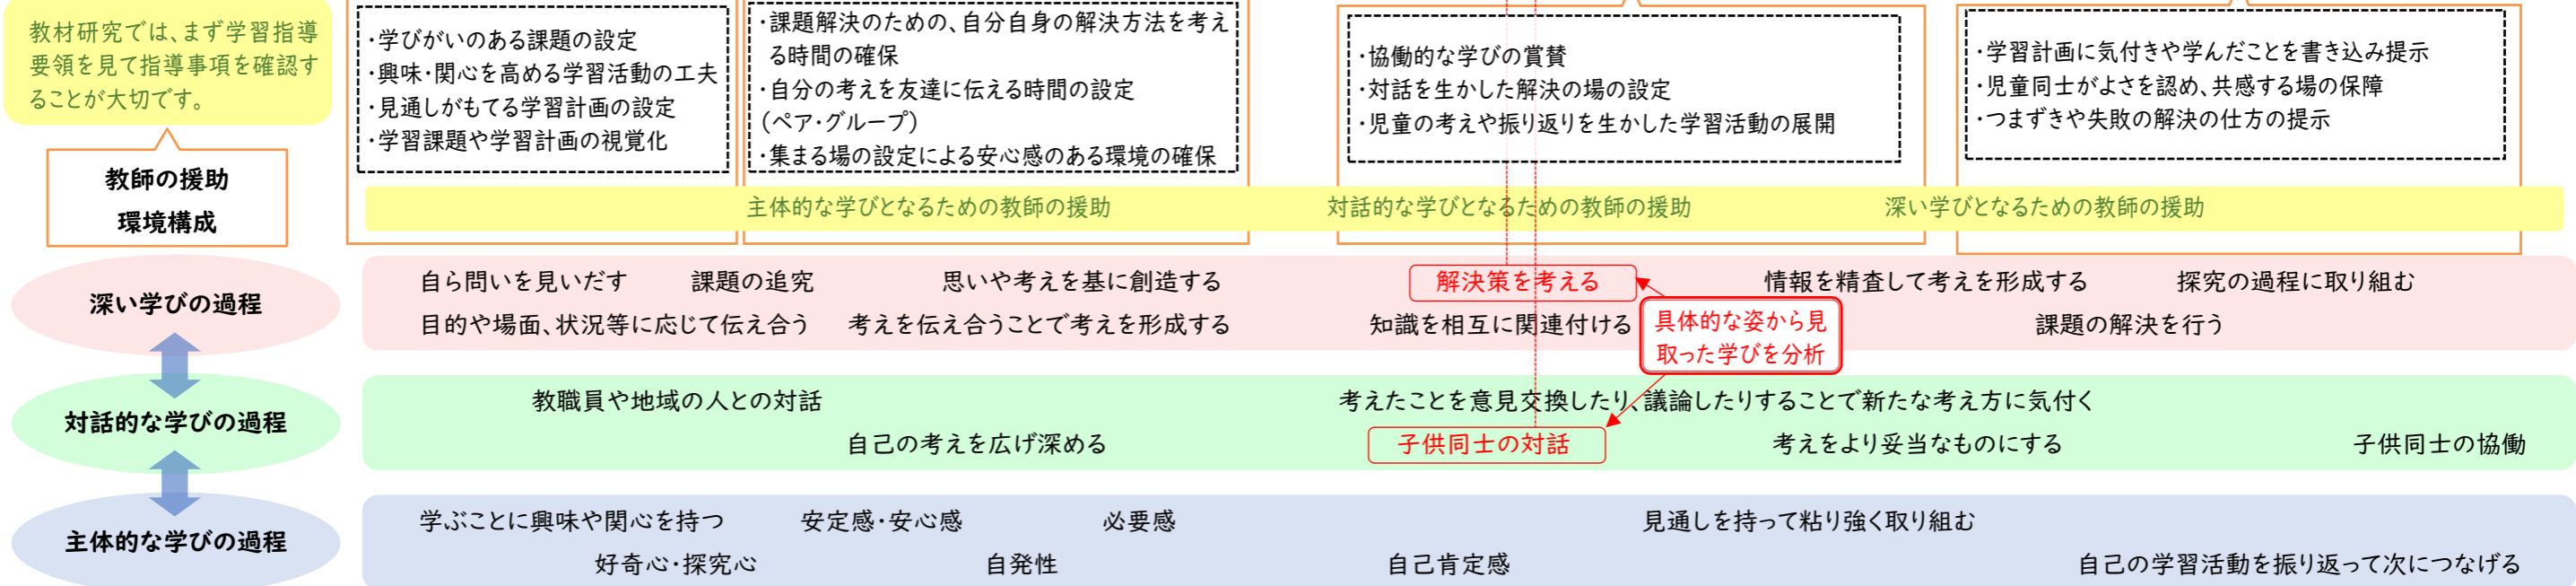 教材研究では、まず学習指導
要領を見て指導事項を確認す
ることが大切です。
教師の援助
環境構成
・学びがいのある課題の設定
・興味・関心を高める学習活動の工夫
・見通しがもてる学習計画の設定
・学習課題や学習計画の視覚化
・課題解決のための、自分自身の解決方法を考え
る時間の確保
・自分の考えを友達に伝える時間の設定
(ペア・グループ)
・集まる場の設定による安心感のある環境の確保
・協働的な学びの賞賛
・対話を生かした解決の場の設定
・児童の考えや振り返りを生かした学習活動の展開
・学習計画に気付きや学んだことを書き込み提示
・児童同士がよさを認め、共感する場の保障
・つまずきや失敗の解決の仕方の提示
主体的な学びとなるための教師の援助
対話的な学びとなるための教師の援助
深い学びとなるための教師の援助
深い学びの過程
自ら問いを見いだす 課題の追究 思いや考えを基に創造する 解決策を考える 情報を精査して考えを形成する 探究の過程に取り組む
目的や場面、状況等に応じて伝え合う 考えを伝え合うことで考えを形成する 知識を相互に関連付ける 課題の解決を行う
具体的な姿から見
取った学びを分析
対話的な学びの過程
教職員や地域の人との対話 考えたことを意見交換したり、議論したりすることで新たな考え方に気付く
自己の考えを広げ深める 子供同士の対話 考えをより妥当なものにする 子供同士の協働
主体的な学びの過程
学ぶことに興味や関心を持つ 安定感・安心感 必要感 見通しを持って粘り強く取り組む
好奇心・探究心 自発性 自己肯定感 自己の学習活動を振り返って次につなげる